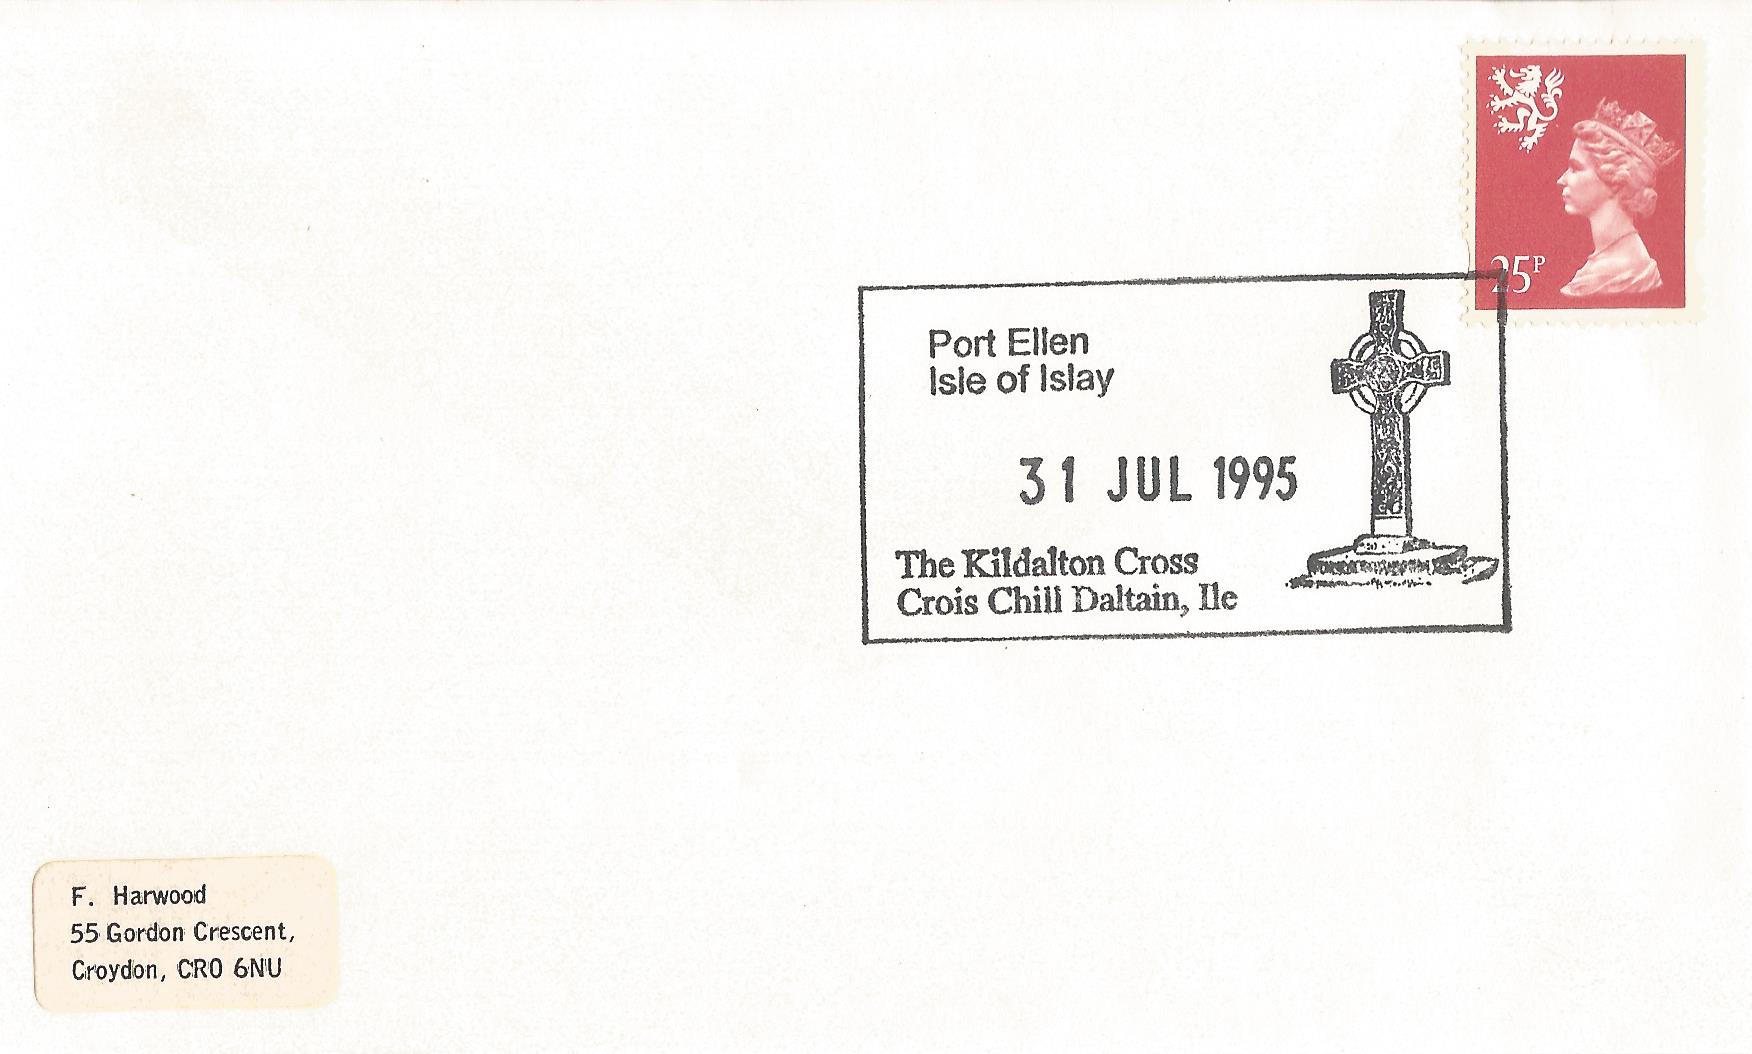 25P
Port Ellen
Isle of Islay
31 JUL 1995
The Kildalton Cross
Crois Chill Daltain, Ile
F. Harwood
55 Gordon Crescent,
Croydon, CR0 6NU